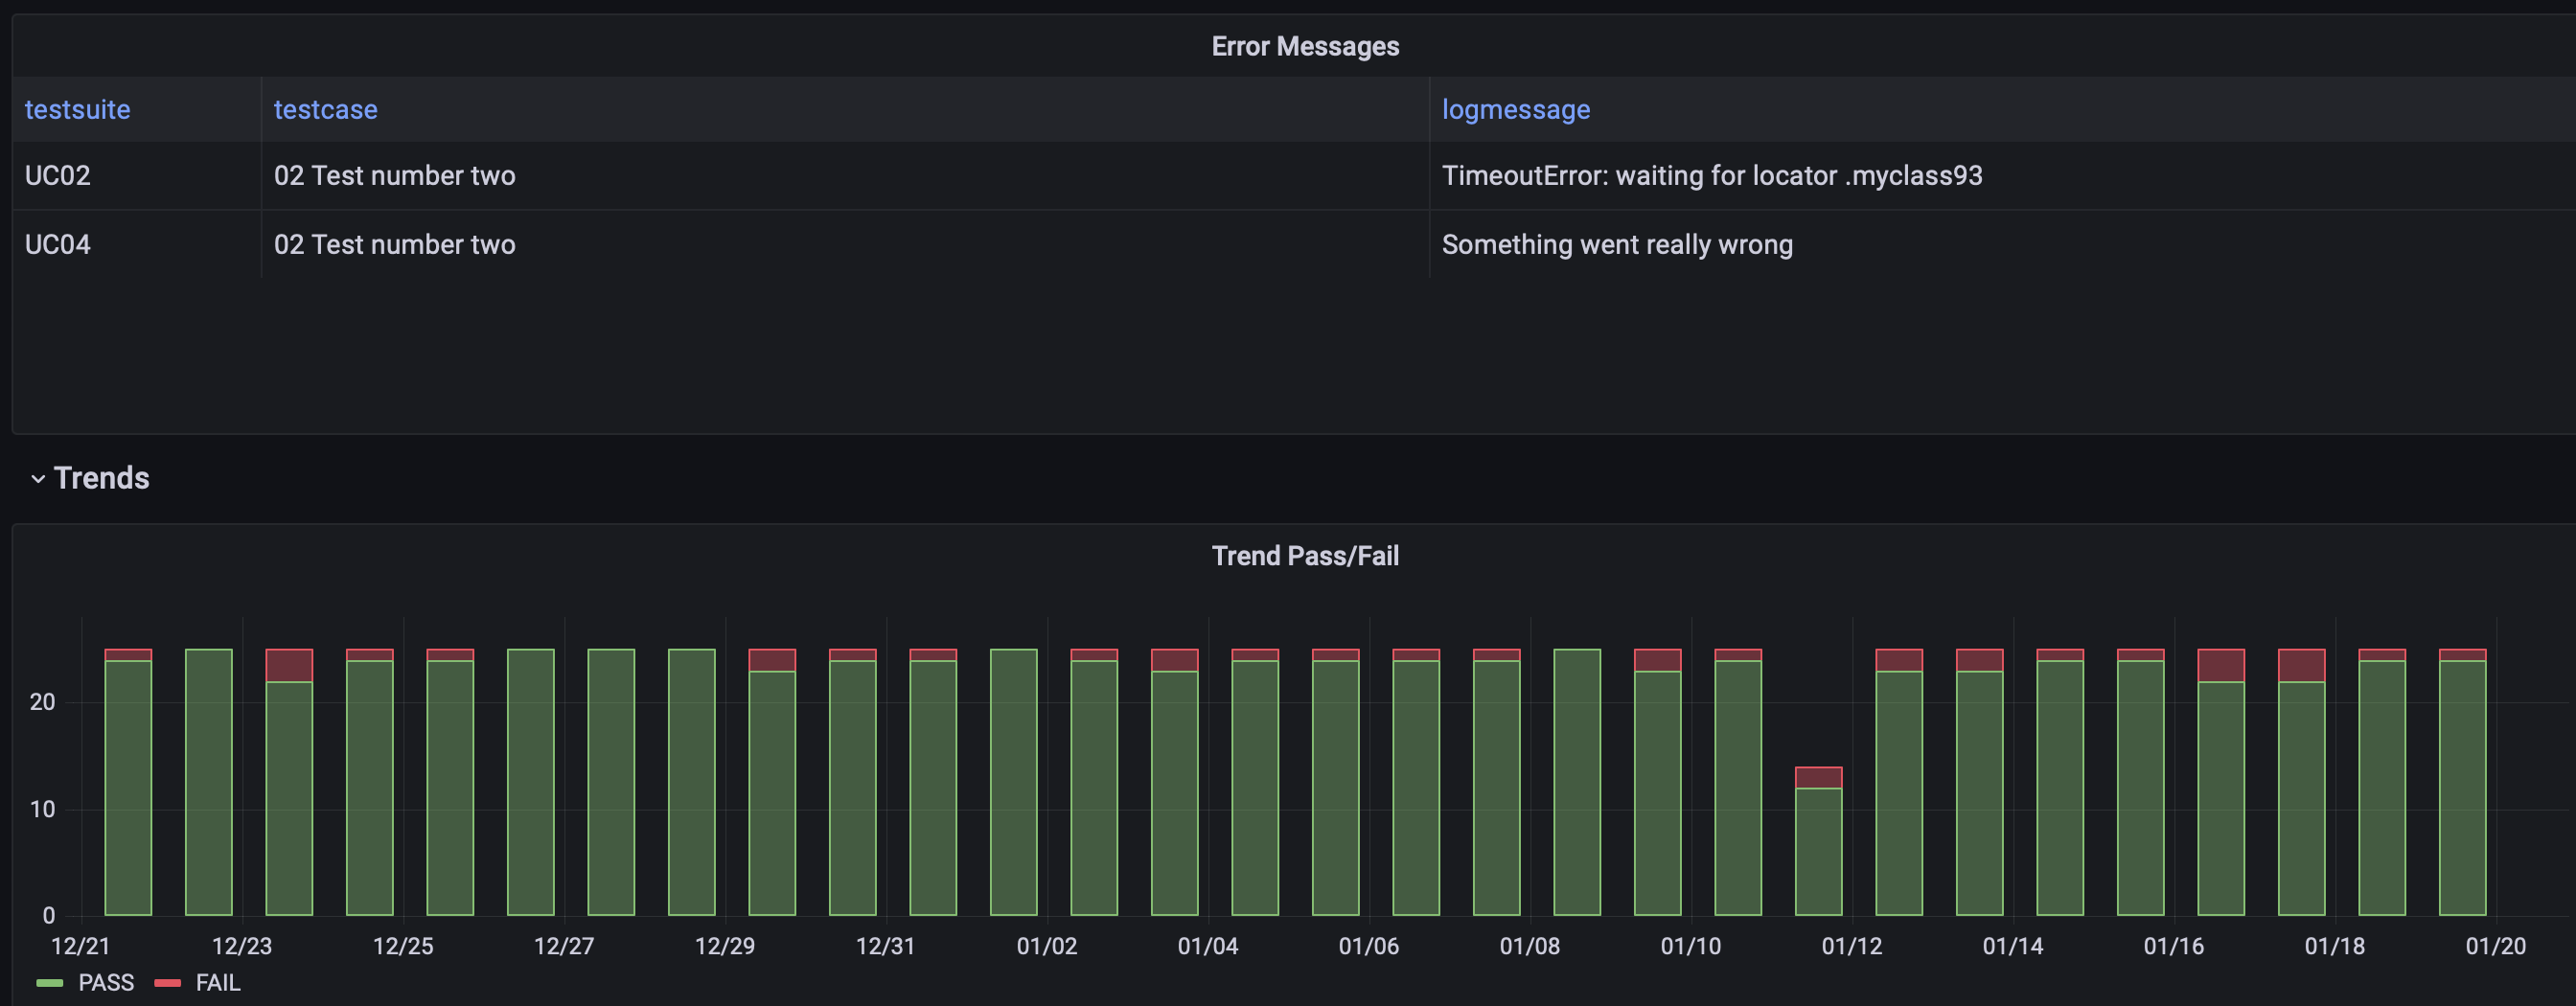 Error Messages
testsuite testcase logmessage
UC02 02 Test number two TimeoutError: waiting for locator .myclass93
UC04 02 Test number two Something went really wrong
Trends
Trend Pass/Fail
20
10
0
12/21 12/23 12/25 12/27 12/29 12/31 01/02 01/04 01/06 01/08 01/10 01/12 01/14 01/16 01/18 01/20
PASS FAIL